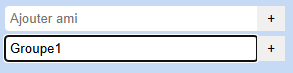 Ajouter ami +
Groupe1 +